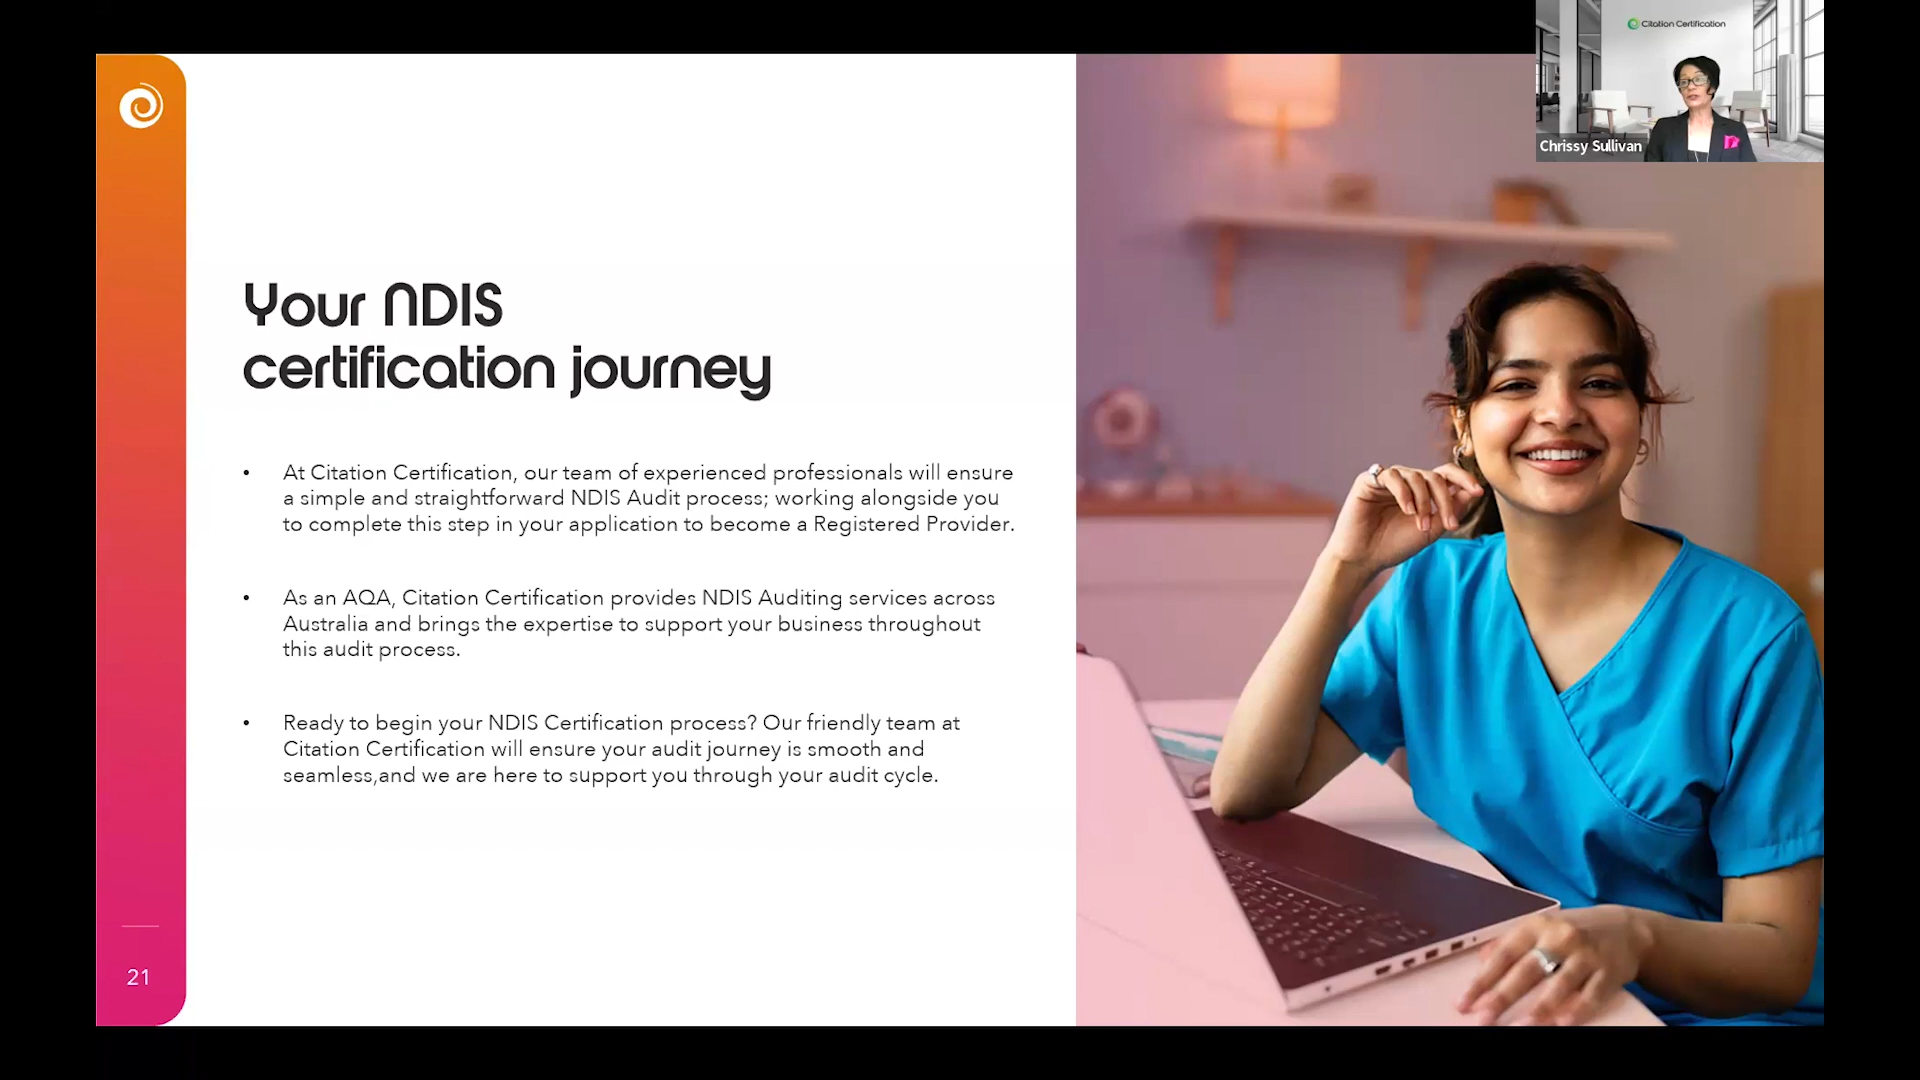 Citation Certification
Chrissy Sullivan
Your NDIS
certification journey
• At Citation Certification, our team of experienced professionals will ensure
a simple and straightforward NDIS Audit process; working alongside you
to complete this step in your application to become a Registered Provider.
• As an AQA, Citation Certification provides NDIS Auditing services across
Australia and brings the expertise to support your business throughout
this audit process.
• Ready to begin your NDIS Certification process? Our friendly team at
Citation Certification will ensure your audit journey is smooth and
seamless,and we are here to support you through your audit cycle.
21